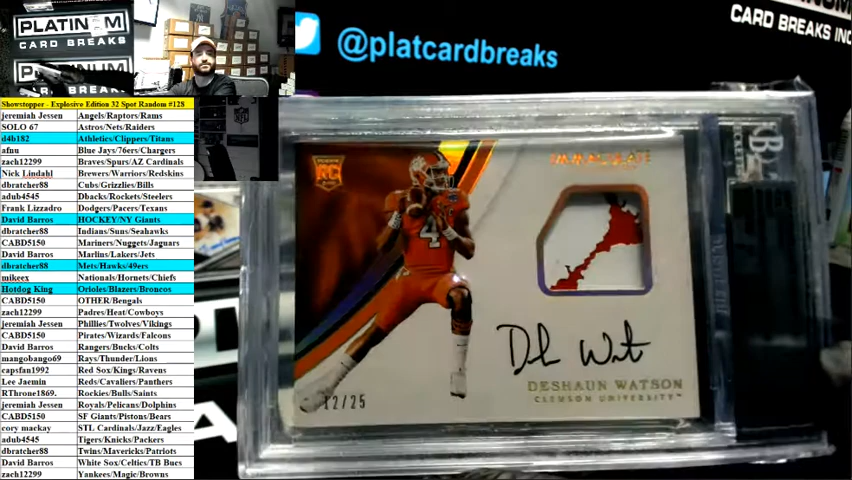 PLATINUM
CARD BREAKS
PLATINUM
CARD BREAKS
@platcardbreaks
PLATINUM
CARD BREAKS INC
Showstopper - Explosive Edition 32 Spot Random #128
jeremiah Jessen Angels/Raptors/Rams
SOLO 67 Astros/Nets/Raiders
d4b182 Athletics/Clippers/Titans
afnu Blue Jays/76ers/Chargers
zach12299 Braves/Spurs/AZ Cardinals
Nick Lindahl Brewers/Warriors/Redskins
dbratcher88 Cubs/Grizzlies/Bills
adub4545 Dbacks/Rockets/Steelers
Frank Lizzadro Dodgers/Pacers/Texans
David Barros HOCKEY/NY Giants
dbratcher88 Indians/Suns/Seahawks
CABD5150 Mariners/Nuggets/Jaguars
David Barros Marlins/Lakers/Jets
dbratcher88 Mets/Hawks/49ers
mikeex Nationals/Hornets/Chiefs
Hotdog King Orioles/Blazers/Broncos
CABD5150 OTHER/Bengals
zach12299 Padres/Heat/Cowboys
jeremiah Jessen Phillies/Twolves/Vikings
CABD5150 Pirates/Wizards/Falcons
David Barros Rangers/Bucks/Colts
mangobango69 Rays/Thunder/Lions
capsfan1992 Red Sox/Kings/Ravens
Lee Jaemin Reds/Cavaliers/Panthers
RThrone1869. Rockies/Bulls/Saints
jeremiah Jessen Royals/Pelicans/Dolphins
CABD5150 SF Giants/Pistons/Bears
cory mackay STL Cardinals/Jazz/Eagles
adub4545 Tigers/Knicks/Packers
dbratcher88 Twins/Mavericks/Patriots
David Barros White Sox/Celtics/TB Bucs
zach12299 Yankees/Magic/Browns
NFL
RC
IMMACULATE
4
DESHAUN WATSON
CLEMSON UNIVERSITY
12/25